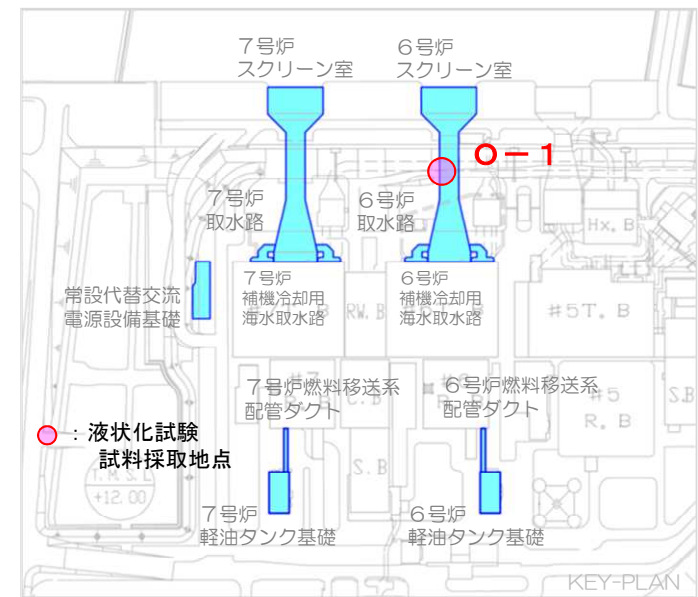 7号炉
スクリーン室
6号炉
スクリーン室
O－1
7号炉
取水路
6号炉
取水路
Hx. B
常設代替交流
電源設備基礎
7号炉
補機冷却用
海水取水路
RW. B
6号炉
補機冷却用
海水取水路
#5T. B
7号炉燃料移送系
配管ダクト
6号炉燃料移送系
配管ダクト
#5
R. B
S.B
C. B
：液状化試験
試料採取地点
T. M. S. L
+12.00
S. B
7号炉
軽油タンク基礎
6号炉
軽油タンク基礎
KEY-PLAN